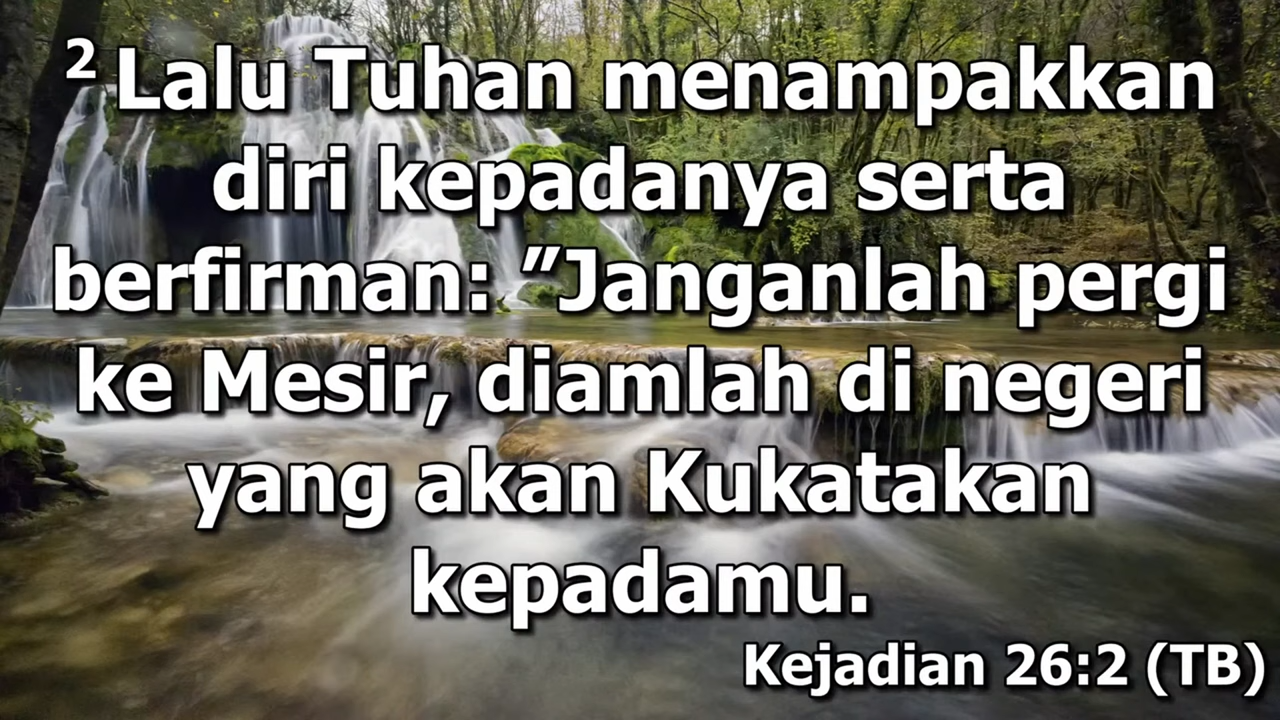 2 Lalu Tuhan menampakkan
diri kepadanya serta
berfirman: "Janganlah pergi
ke Mesir, diamlah di negeri
yang akan Kukatakan
kepadamu.
Kejadian 26:2 (TB)